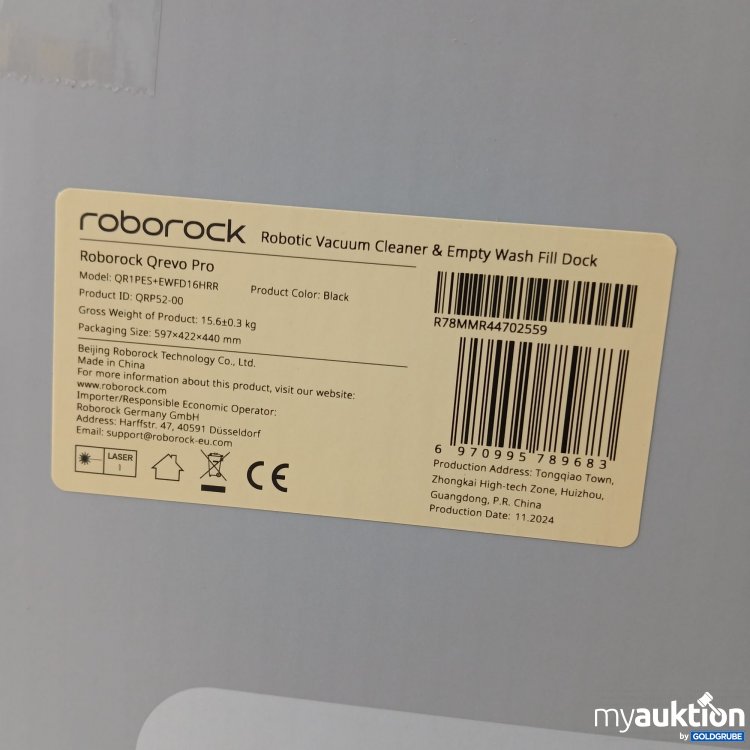 roborock Robotic Vacuum Cleaner & Empty Wash Fill Dock
Roborock Qrevo Pro
Model: QR1PES+EWFD16HRR
Product Color: Black
Product ID: QRP52-00
Gross Weight of Product: 15.6±0.3 kg
Packaging Size: 597×422×440 mm
Beijing Roborock Technology Co., Ltd.
Made in China
For more information about this product, visit our website:
www.roborock.com
Importer/Responsible Economic Operator:
Roborock Germany GmbH
Address: Harffstr. 47, 40591 Düsseldorf
Email: support@roborock-eu.com
LASER
1
CE
R78MMR44702559
6 970995 789683
Production Address: Tongqiao Town,
Zhongkai High-tech Zone, Huizhou,
Guangdong, P.R. China
Production Date: 11.2024
myauktion
by GOLDGRUBE